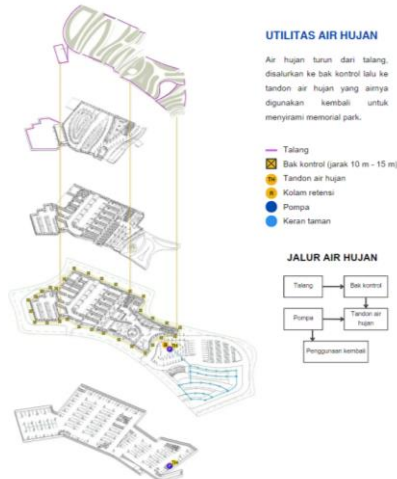 UTILITAS AIR HUJAN
Air hujan turun dari talang,
disalurkan ke bak kontrol lalu ke
tandon air hujan yang airnya
digunakan kembali untuk
menyirami memorial park.
Talang
Bak kontrol (jarak 10 m - 15 m)
TH Tandon air hujan
R Kolam retensi
Pompa
Keran taman
JALUR AIR HUJAN
Talang
Bak kontrol
Pompa
Tandon air
hujan
Penggunaan kembali